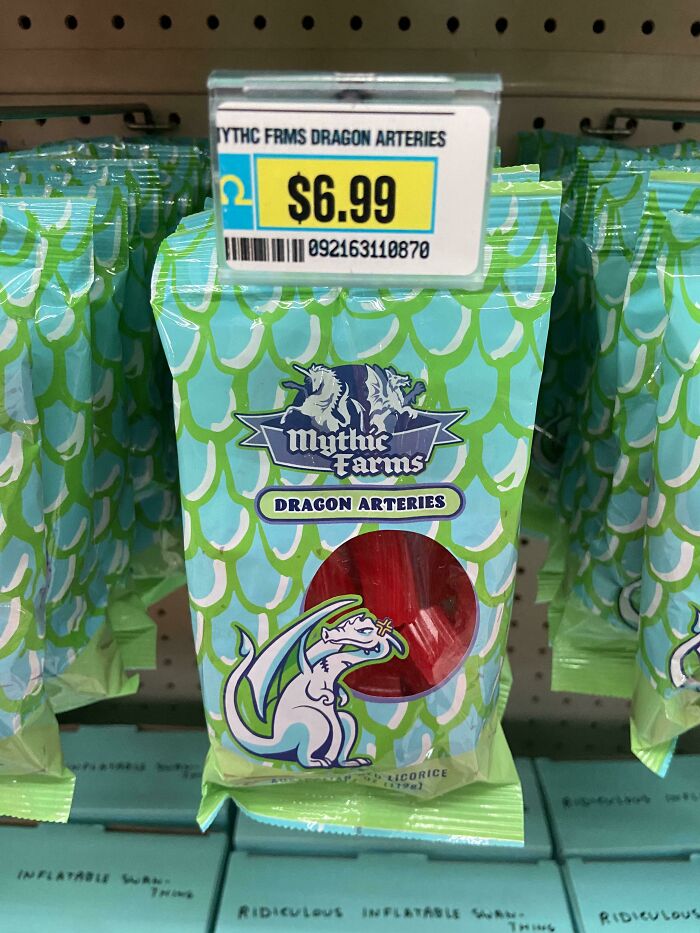 YTHC FRMS DRAGON ARTERIES
$6.99
092163110870
Mythic
Farms
DRAGON ARTERIES
LICORICE
INFLATABLE SWAN-
THING
RIDICULOUS INFLATABLE SWAN-
THING
RIDICULOUS